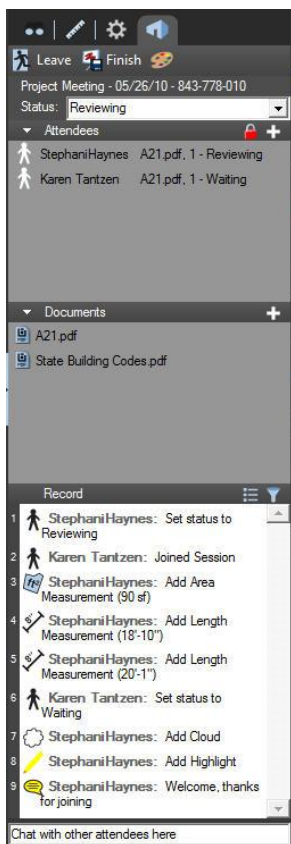 Leave Finish
Project Meeting - 05/26/10 - 843-778-010
Status: Reviewing
Attendees
StephaniHaynes A21.pdf, 1 - Reviewing
Karen Tantzen A21.pdf, 1 - Waiting
Documents
A21.pdf
State Building Codes.pdf
Record
1 StephaniHaynes: Set status to
Reviewing
2 Karen Tantzen: Joined Session
3 StephaniHaynes: Add Area
Measurement (90 sf)
4 StephaniHaynes: Add Length
Measurement (18'-10")
5 StephaniHaynes: Add Length
Measurement (20'-1")
6 Karen Tantzen: Set status to
Waiting
7 StephaniHaynes: Add Cloud
8 StephaniHaynes: Add Highlight
9 StephaniHaynes: Welcome, thanks
for joining
Chat with other attendees here